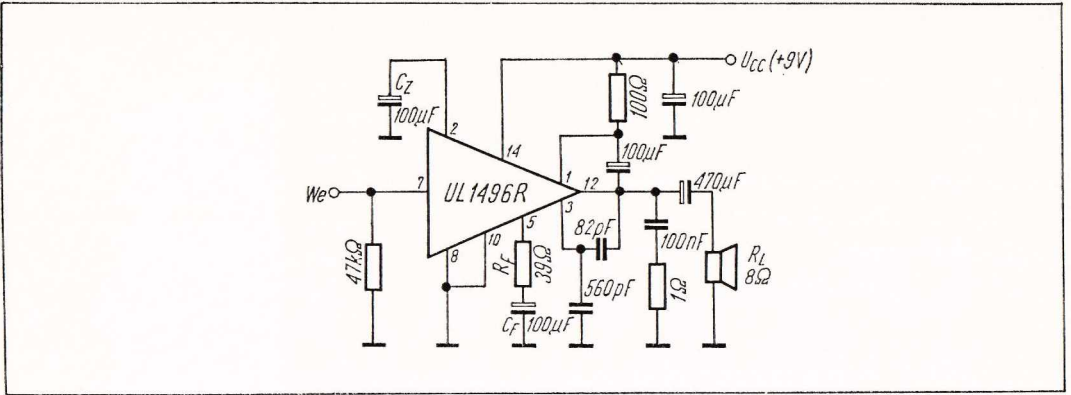 C_Z
100µF
2
14
100Ω
U_CC (+9V)
100µF
100µF
We
7
UL1496R
1
12
3
470µF
82pF
100nF
47kΩ
8
10
5
R_F
39Ω
C_F 100µF
560pF
1Ω
R_L
8Ω